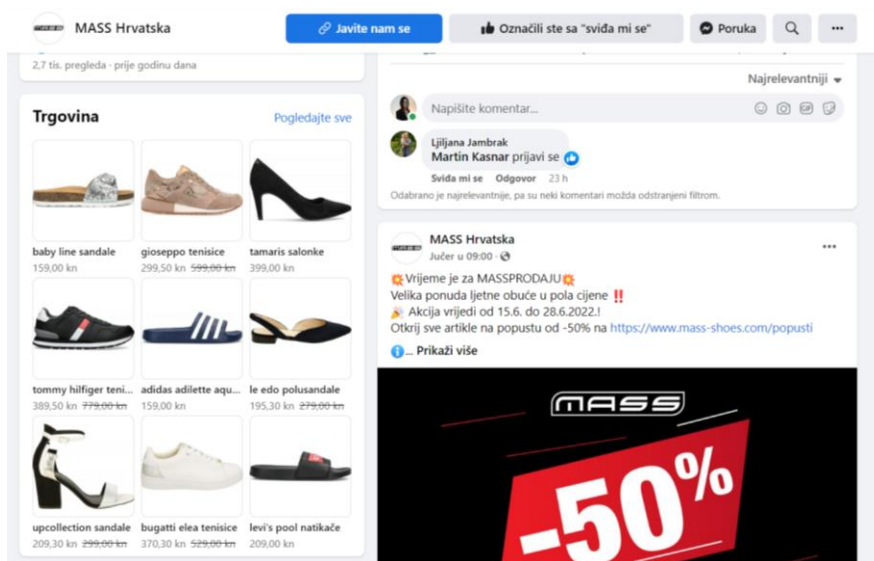 MASS Hrvatska
Javite nam se
Označili ste sa "sviđa mi se"
Poruka
2,7 tis. pregleda · prije godinu dana
Trgovina
Pogledajte sve
baby line sandale
159,00 kn
gioseppo tenisice
299,50 kn 599,00 kn
tamaris salonke
399,00 kn
tommy hilfiger teni...
389,50 kn 779,00 kn
adidas adilette aqu...
159,00 kn
le edo polusandale
195,30 kn 279,00 kn
upcollection sandale
209,30 kn 299,00 kn
bugatti elea tenisice
370,30 kn 529,00 kn
levi's pool natikače
209,00 kn
Najrelevantniji
Napišite komentar...
GIF
Ljiljana Jambrak
Martin Kasnar prijavi se
Sviđa mi se Odgovor 23 h
Odabrano je najrelevantnije, pa su neki komentari možda odstranjeni filtrom.
MASS Hrvatska
Jučer u 09:00 ·
💥Vrijeme je za MASSPRODAJU💥
Velika ponuda ljetne obuće u pola cijene ‼️
🎉 Akcija vrijedi od 15.6. do 28.6.2022.!
Otkrij sve artikle na popustu od -50% na https://www.mass-shoes.com/popusti
ℹ️... Prikaži više
MASS
-50%